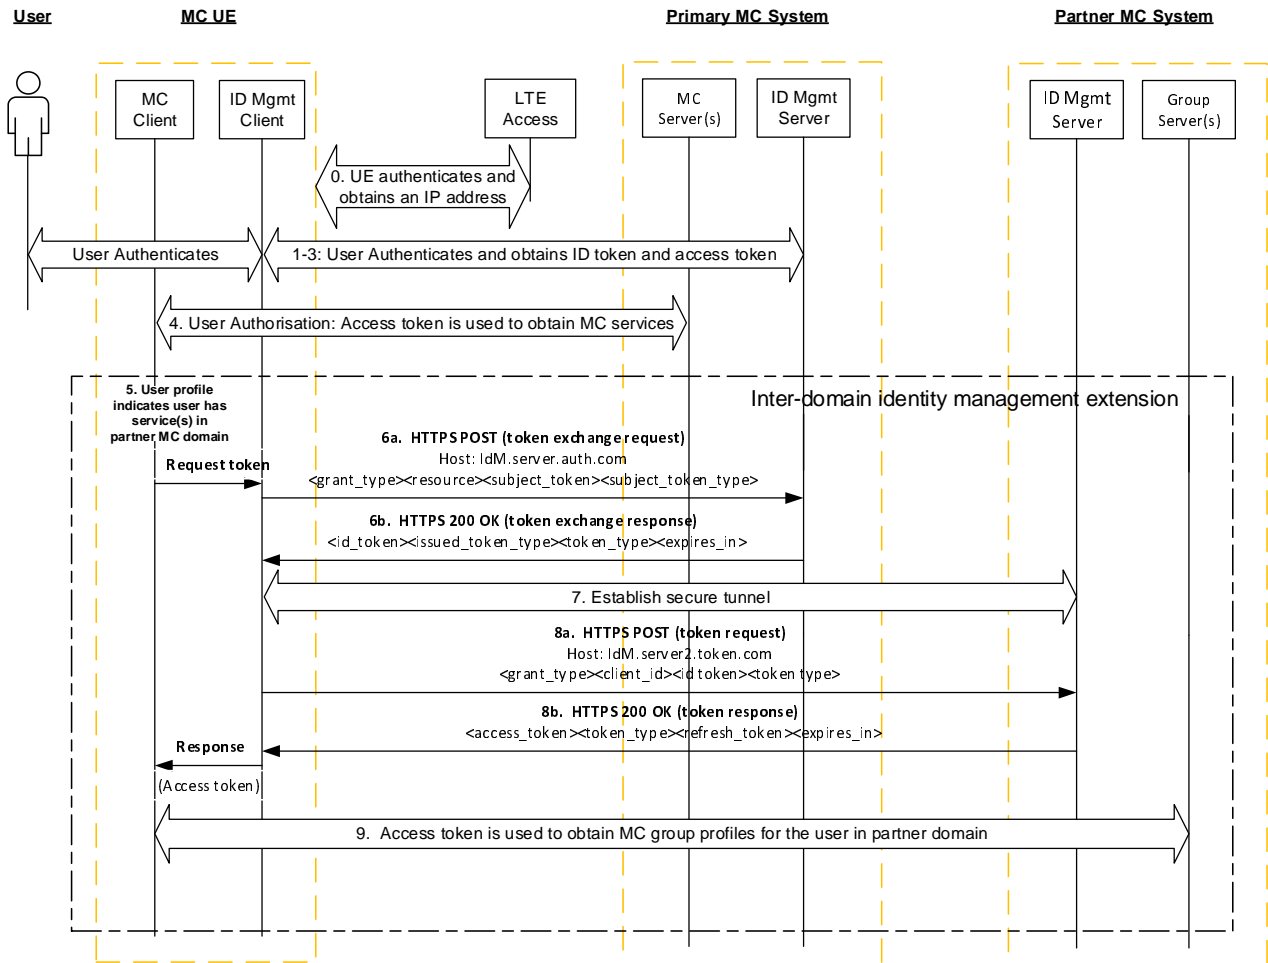 User
MC UE
Primary MC System
Partner MC System
MC
Client
ID Mgmt
Client
LTE
Access
MC
Server(s)
ID Mgmt
Server
ID Mgmt
Server
Group
Server(s)
0. UE authenticates and
obtains an IP address
User Authenticates
1-3: User Authenticates and obtains ID token and access token
4. User Authorisation: Access token is used to obtain MC services
5. User profile
indicates user has
service(s) in
partner MC domain
Inter-domain identity management extension
6a. HTTPS POST (token exchange request)
Host: IdM.server.auth.com
<grant_type><resource><subject_token><subject_token_type>
Request token
6b. HTTPS 200 OK (token exchange response)
<id_token><issued_token_type><token_type><expires_in>
7. Establish secure tunnel
8a. HTTPS POST (token request)
Host: IdM.server2.token.com
<grant_type><client_id><id token><token type>
8b. HTTPS 200 OK (token response)
<access_token><token_type><refresh_token><expires_in>
Response
(Access token)
9. Access token is used to obtain MC group profiles for the user in partner domain